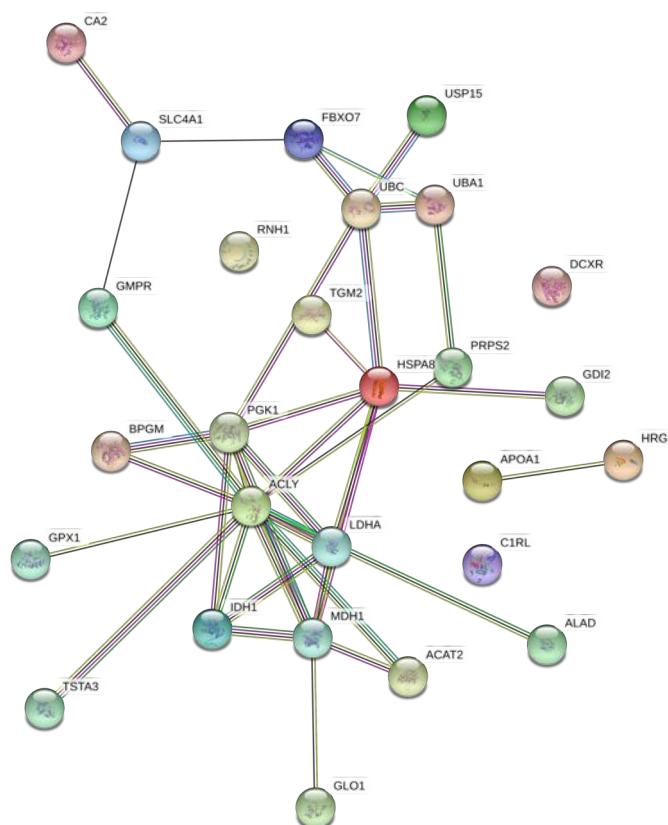 CA2
USP15
SLC4A1
FBXO7
UBC
UBA1
RNH1
DCXR
GMPR
TGM2
PRPS2
HSPA8
GDI2
PGK1
BPGM
HRG
APOA1
ACLY
LDHA
GPX1
C1RL
IDH1
MDH1
ALAD
ACAT2
TSTA3
GLO1